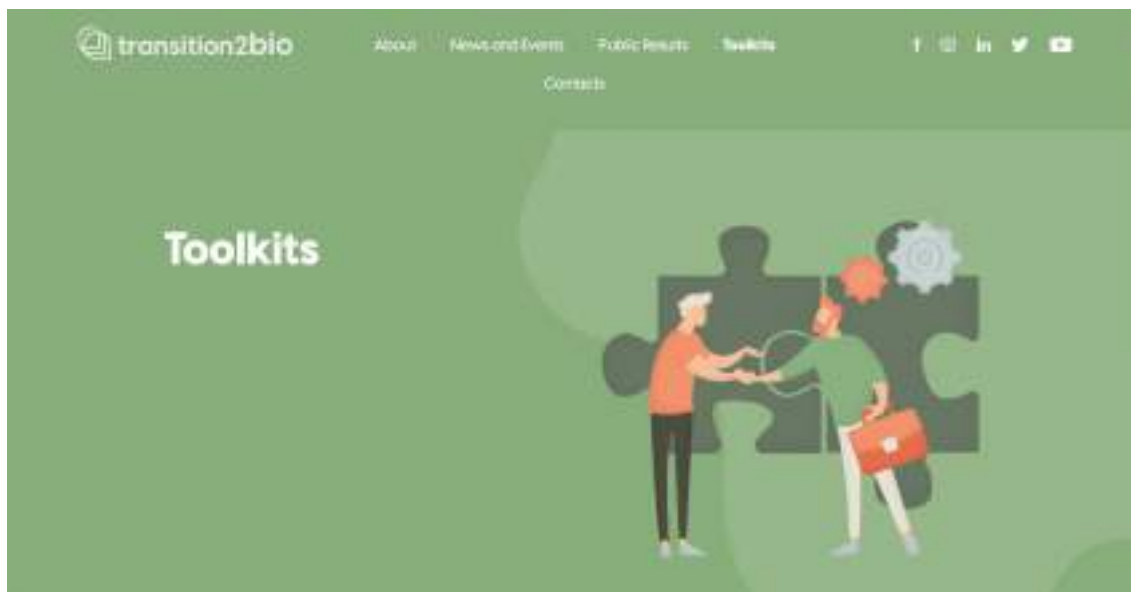 transition2bio
About News and Events Public Results Toolkits
Contacts
Toolkits